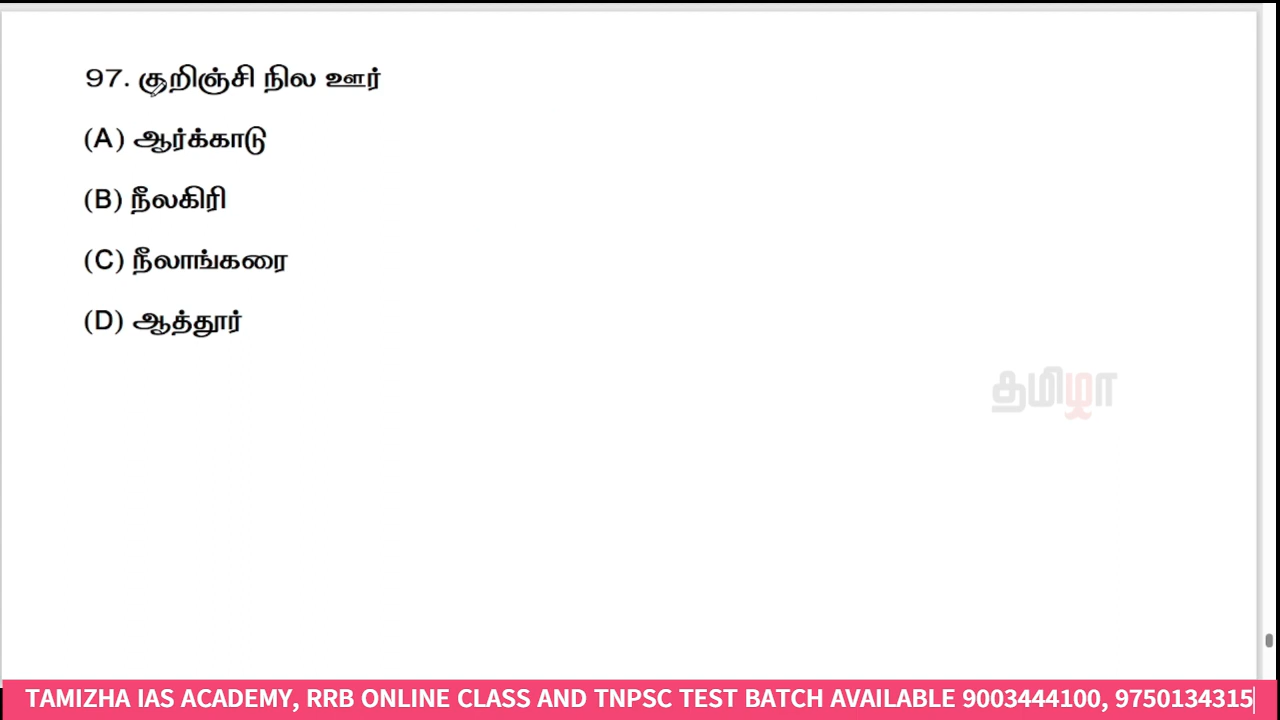 97. குறிஞ்சி நில ஊர்
(A) ஆர்க்காடு
(B) நீலகிரி
(C) நீலாங்கரை
(D) ஆத்தூர்
தமிழா
TAMIZHA IAS ACADEMY, RRB ONLINE CLASS AND TNPSC TEST BATCH AVAILABLE 9003444100, 9750134315